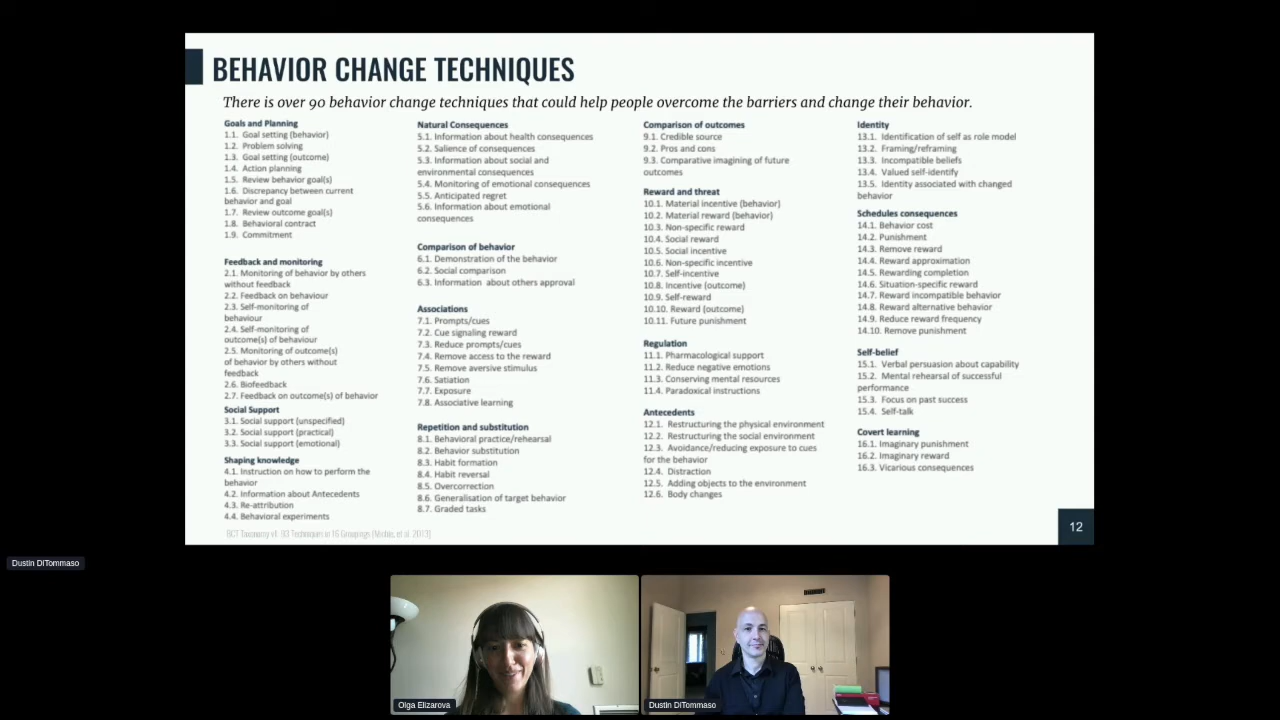 BEHAVIOR CHANGE TECHNIQUES
There is over 90 behavior change techniques that could help people overcome the barriers and change their behavior.
Goals and Planning
1.1. Goal setting (behavior)
1.2. Problem solving
1.3. Goal setting (outcome)
1.4. Action planning
1.5. Review behavior goal(s)
1.6. Discrepancy between current
behavior and goal
1.7. Review outcome goal(s)
1.8. Behavioral contract
1.9. Commitment
Feedback and monitoring
2.1. Monitoring of behavior by others
without feedback
2.2. Feedback on behaviour
2.3. Self-monitoring of
behaviour
2.4. Self-monitoring of
outcome(s) of behaviour
2.5. Monitoring of outcome(s)
of behavior by others without
feedback
2.6. Biofeedback
2.7. Feedback on outcome(s) of behavior
Social Support
3.1. Social support (unspecified)
3.2. Social support (practical)
3.3. Social support (emotional)
Shaping knowledge
4.1. Instruction on how to perform the
behavior
4.2. Information about Antecedents
4.3. Re-attribution
4.4. Behavioral experiments
Natural Consequences
5.1. Information about health consequences
5.2. Salience of consequences
5.3. Information about social and
environmental consequences
5.4. Monitoring of emotional consequences
5.5. Anticipated regret
5.6. Information about emotional
consequences
Comparison of behavior
6.1. Demonstration of the behavior
6.2. Social comparison
6.3. Information about others approval
Associations
7.1. Prompts/cues
7.2. Cue signaling reward
7.3. Reduce prompts/cues
7.4. Remove access to the reward
7.5. Remove aversive stimulus
7.6. Satiation
7.7. Exposure
7.8. Associative learning
Repetition and substitution
8.1. Behavioral practice/rehearsal
8.2. Behavior substitution
8.3. Habit formation
8.4. Habit reversal
8.5. Overcorrection
8.6. Generalisation of target behavior
8.7. Graded tasks
Comparison of outcomes
9.1. Credible source
9.2. Pros and cons
9.3. Comparative imagining of future
outcomes
Reward and threat
10.1. Material incentive (behavior)
10.2. Material reward (behavior)
10.3. Non-specific reward
10.4. Social reward
10.5. Social incentive
10.6. Non-specific incentive
10.7. Self-incentive
10.8. Incentive (outcome)
10.9. Self-reward
10.10. Reward (outcome)
10.11. Future punishment
Regulation
11.1. Pharmacological support
11.2. Reduce negative emotions
11.3. Conserving mental resources
11.4. Paradoxical instructions
Antecedents
12.1. Restructuring the physical environment
12.2. Restructuring the social environment
12.3. Avoidance/reducing exposure to cues
for the behavior
12.4. Distraction
12.5. Adding objects to the environment
12.6. Body changes
Identity
13.1. Identification of self as role model
13.2. Framing/reframing
13.3. Incompatible beliefs
13.4. Valued self-identify
13.5. Identity associated with changed
behavior
Schedules consequences
14.1. Behavior cost
14.2. Punishment
14.3. Remove reward
14.4. Reward approximation
14.5. Rewarding completion
14.6. Situation-specific reward
14.7. Reward incompatible behavior
14.8. Reward alternative behavior
14.9. Reduce reward frequency
14.10. Remove punishment
Self-belief
15.1. Verbal persuasion about capability
15.2. Mental rehearsal of successful
performance
15.3. Focus on past success
15.4. Self-talk
Covert learning
16.1. Imaginary punishment
16.2. Imaginary reward
16.3. Vicarious consequences
BCT Taxonomy v1: 93 Techniques in 16 Groupings et al. 2013)
12
Dustin DiTommaso
Olga Elizarova
Dustin DiTommaso